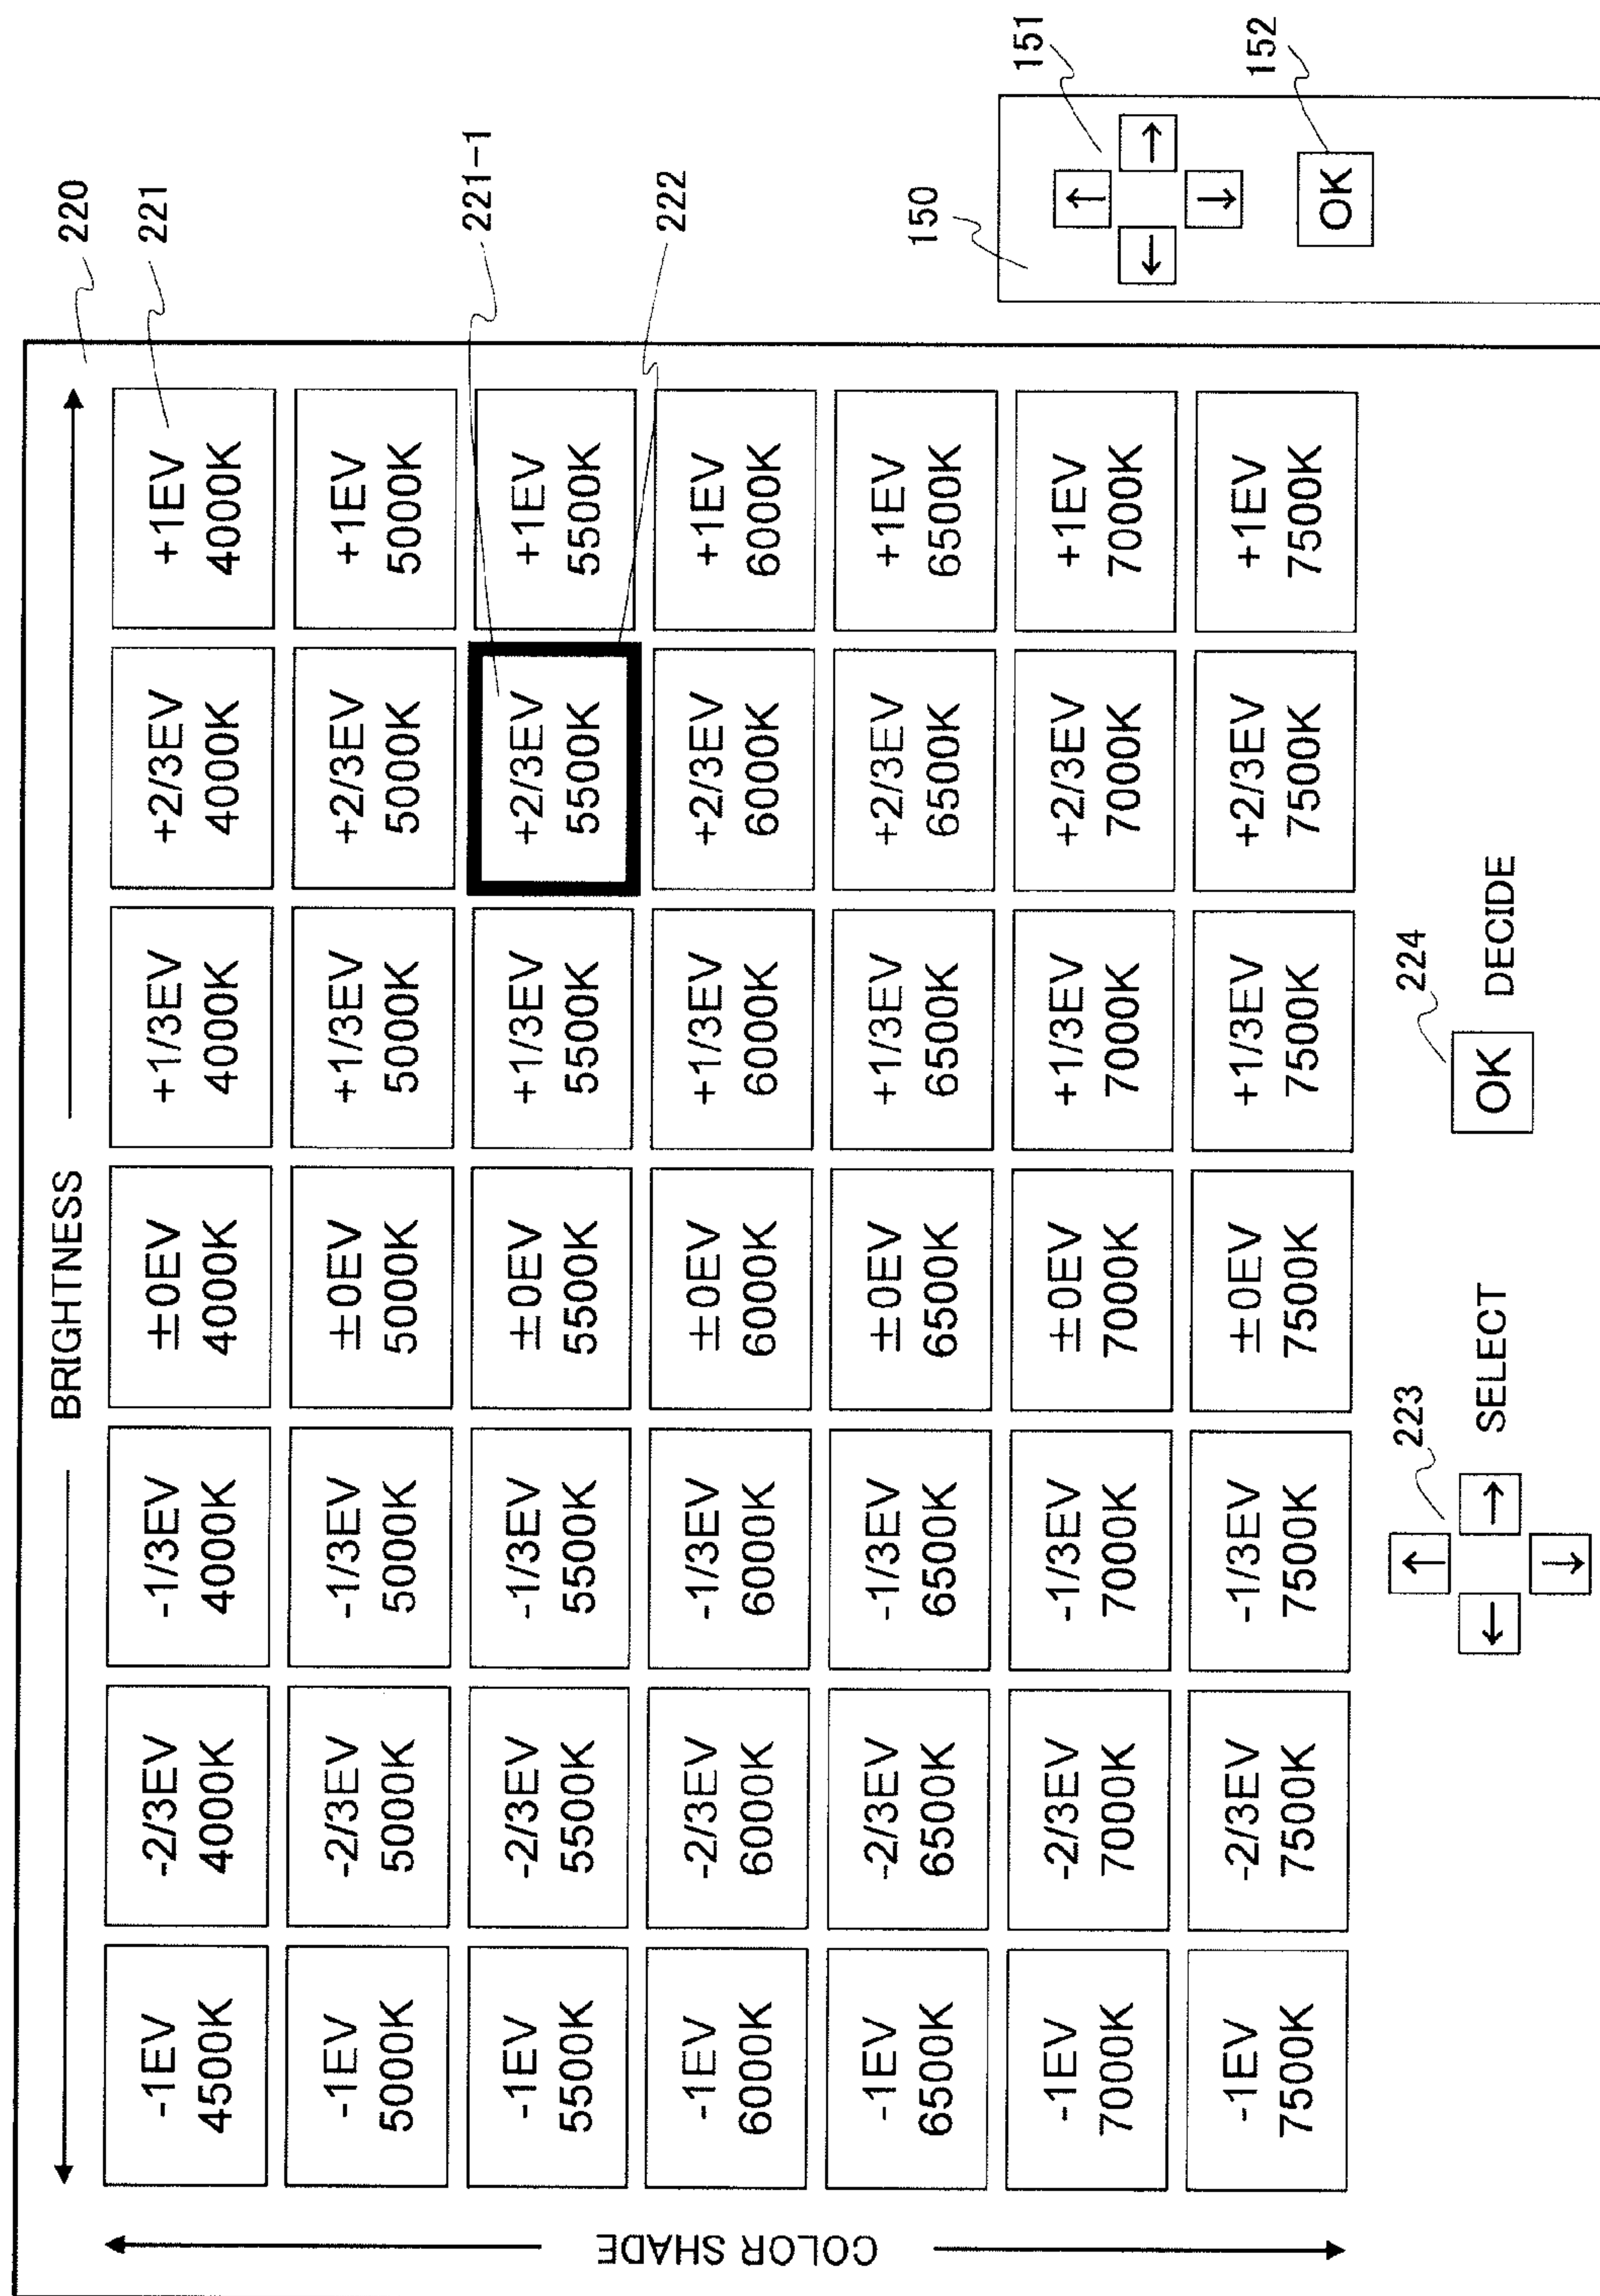 BRIGHTNESS
220
221
-1EV
4500K
-2/3EV
4000K
-1/3EV
4000K
±0EV
4000K
+1/3EV
4000K
+2/3EV
4000K
+1EV
4000K
-1EV
5000K
-2/3EV
5000K
-1/3EV
5000K
±0EV
5000K
+1/3EV
5000K
+2/3EV
5000K
+1EV
5000K
221-1
-1EV
5500K
-2/3EV
5500K
-1/3EV
5500K
±0EV
5500K
+1/3EV
5500K
+2/3EV
5500K
+1EV
5500K
222
-1EV
6000K
-2/3EV
6000K
-1/3EV
6000K
±0EV
6000K
+1/3EV
6000K
+2/3EV
6000K
+1EV
6000K
-1EV
6500K
-2/3EV
6500K
-1/3EV
6500K
±0EV
6500K
+1/3EV
6500K
+2/3EV
6500K
+1EV
6500K
-1EV
7000K
-2/3EV
7000K
-1/3EV
7000K
±0EV
7000K
+1/3EV
7000K
+2/3EV
7000K
+1EV
7000K
-1EV
7500K
-2/3EV
7500K
-1/3EV
7500K
±0EV
7500K
+1/3EV
7500K
+2/3EV
7500K
+1EV
7500K
COLOR SHADE
223
↑
← →
↓
SELECT
224
OK
DECIDE
150
151
↑
← →
↓
152
OK